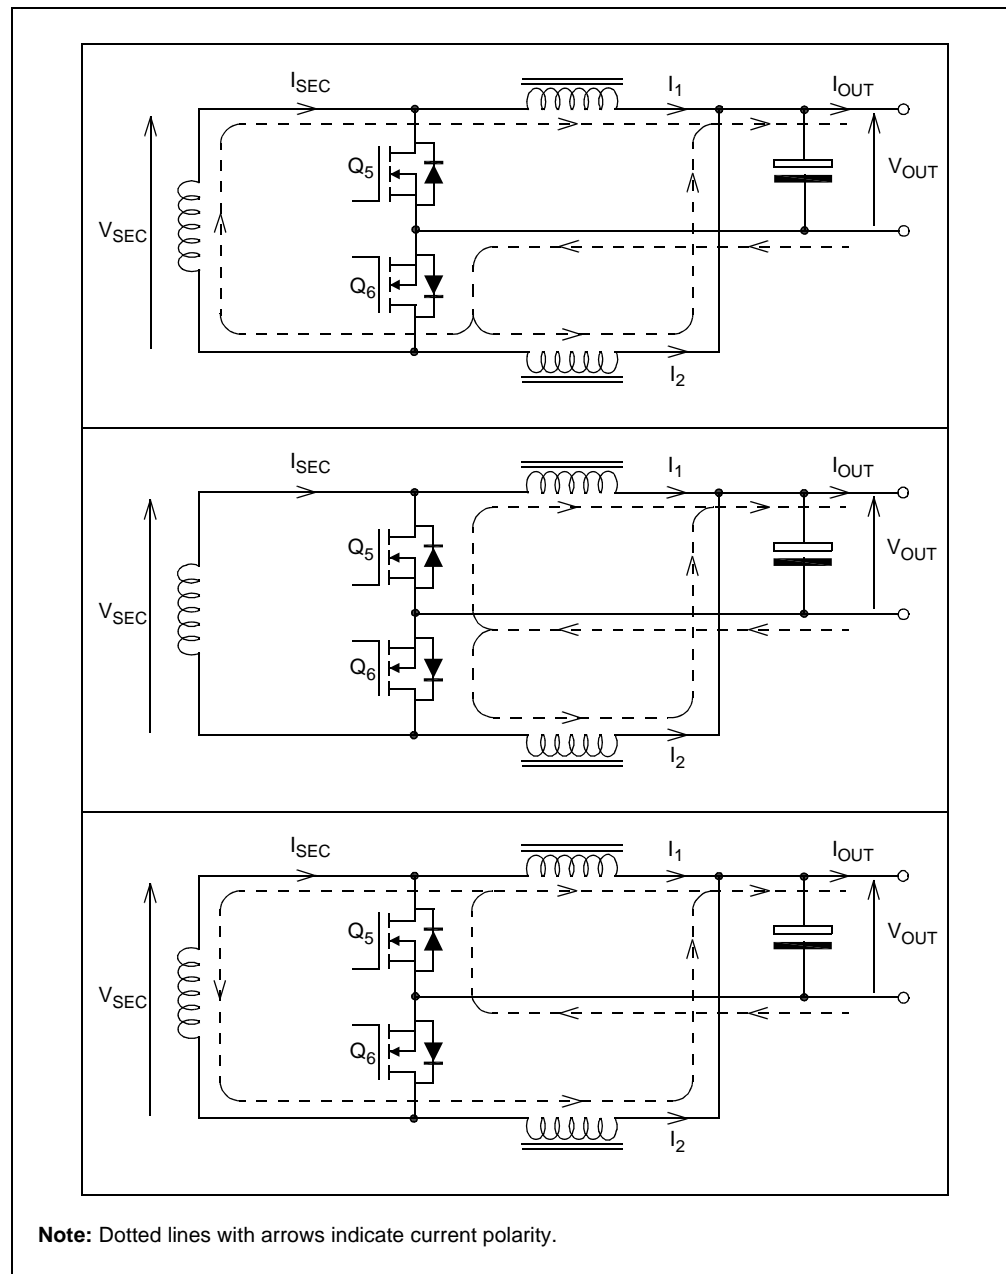 I_SEC I_1 I_OUT
Q_5
V_SEC V_OUT
Q_6
I_2
I_SEC I_1 I_OUT
Q_5
V_SEC V_OUT
Q_6
I_2
I_SEC I_1 I_OUT
Q_5
V_SEC V_OUT
Q_6
I_2
Note: Dotted lines with arrows indicate current polarity.